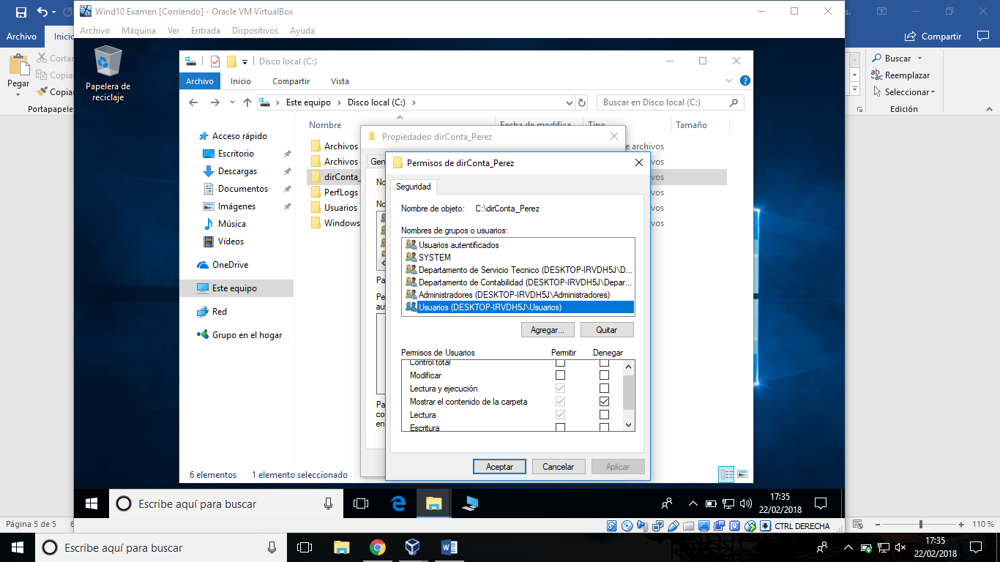 Wind10 Examen [Corriendo] - Oracle VM VirtualBox
Archivo Máquina Ver Entrada Dispositivos Ayuda
Archivo Inicio
Compartir
Pegar
Cortar
Copiar
Copiar
Portapapeles
Buscar
Reemplazar
Seleccionar
Edición
Papelera de
reciclaje
Disco local (C:)
Archivo Inicio Compartir Vista
Este equipo Disco local (C:)
Buscar en Disco local (C:)
Nombre Fecha de modifica Tipo Tamaño
Acceso rápido
Escritorio
Descargas
Documentos
Imágenes
Música
Vídeos
OneDrive
Este equipo
Red
Grupo en el hogar
Archivos
Archivos
dirConta_
PerfLogs
Usuarios
Windows
e archivos
vos
vos
vos
vos
vos
Propiedades: dirConta_Perez
Gen
No
No
Pa
Pe
au
Pa
co
en
Permisos de dirConta_Perez
Seguridad
Nombre de objeto: C:\dirConta_Perez
Nombres de grupos o usuarios:
Usuarios autentificados
SYSTEM
Departamento de Servicio Tecnico (DESKTOP-IRVDH5J\D...
Departamento de Contabilidad (DESKTOP-IRVDH5J\Depar...
Administradores (DESKTOP-IRVDH5J\Administradores)
Usuarios (DESKTOP-IRVDH5J\Usuarios)
Agregar... Quitar
Permisos de Usuarios Permitir Denegar
Control total
Modificar
Lectura y ejecución
Mostrar el contenido de la carpeta
Lectura
Escritura
Aceptar Cancelar Aplicar
6 elementos 1 elemento seleccionado
Escribe aquí para buscar
17:35
22/02/2018
Página 5 de 5 6
CTRL DERECHA
110 %
Escribe aquí para buscar
17:35
22/02/2018